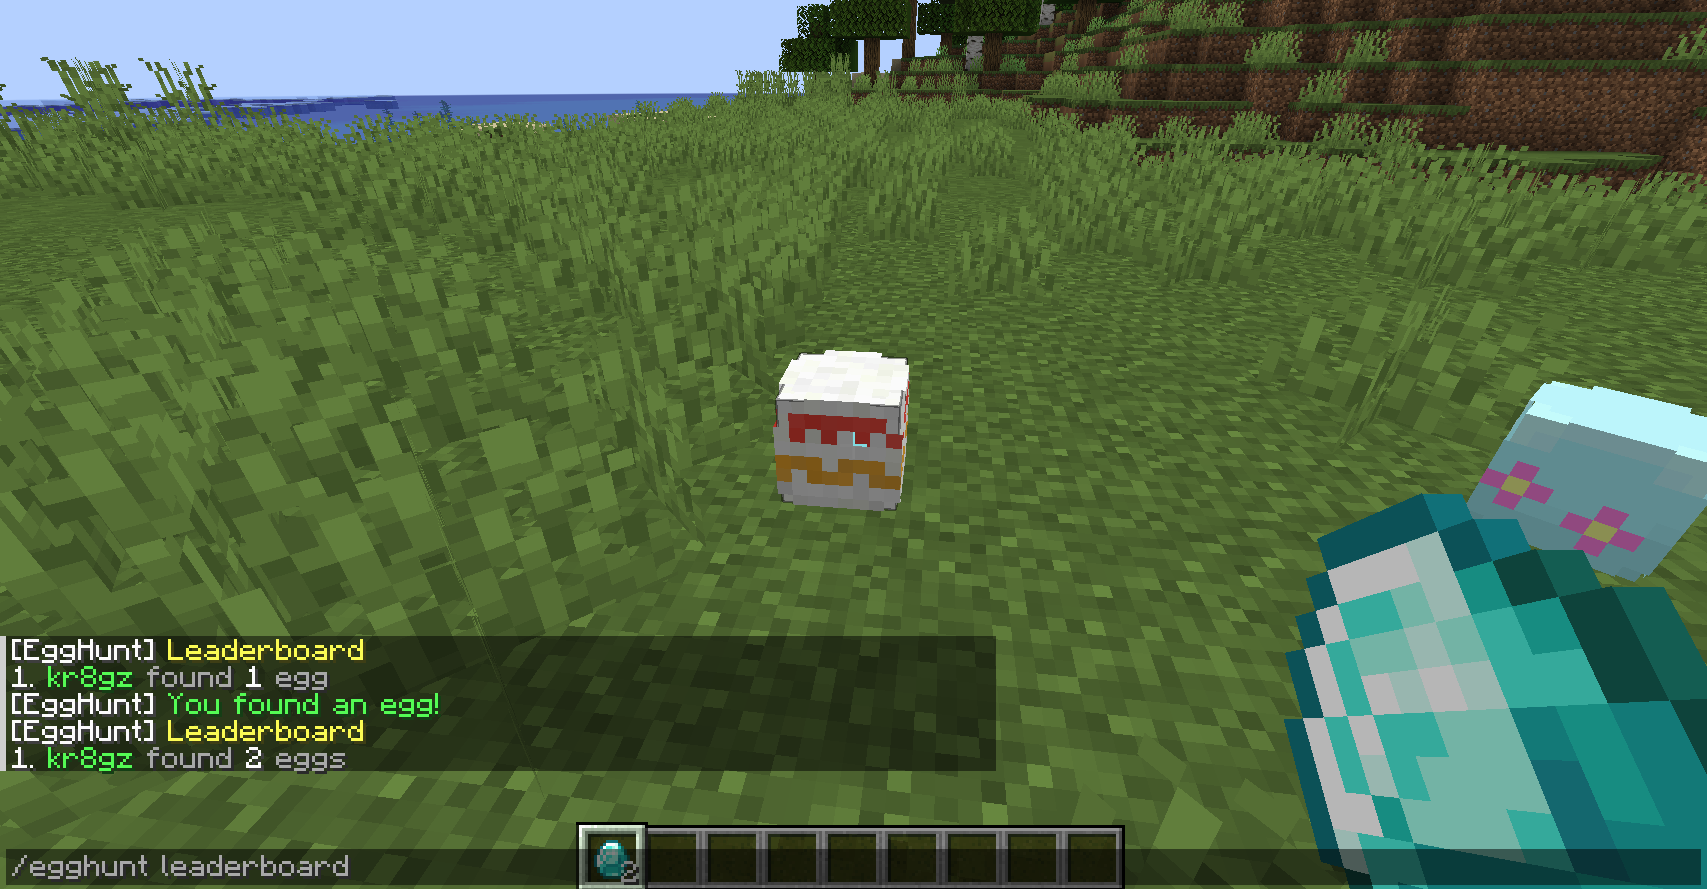 [EggHunt] Leaderboard
1. kr8gz found 1 egg
[EggHunt] You found an egg!
[EggHunt] Leaderboard
1. kr8gz found 2 eggs
2
/egghunt leaderboard